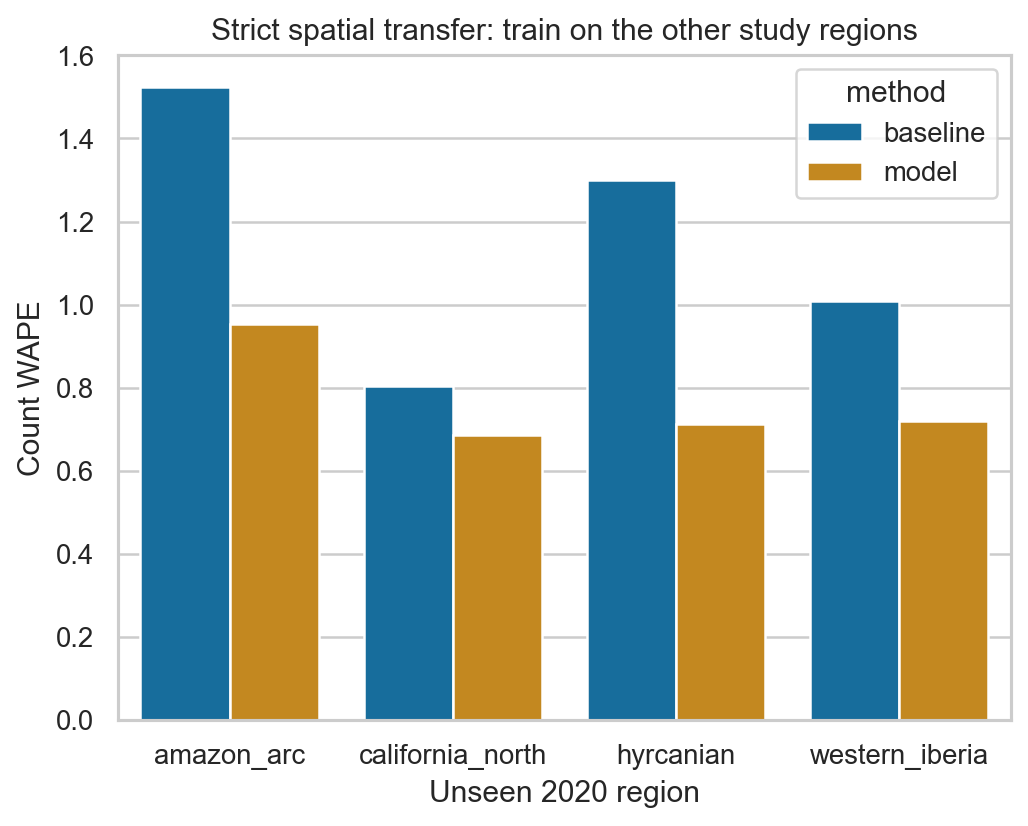 Strict spatial transfer: train on the other study regions
method
baseline
model
Count WAPE
1.6
1.4
1.2
1.0
0.8
0.6
0.4
0.2
0.0
amazon_arc
california_north
hyrcanian
western_iberia
Unseen 2020 region